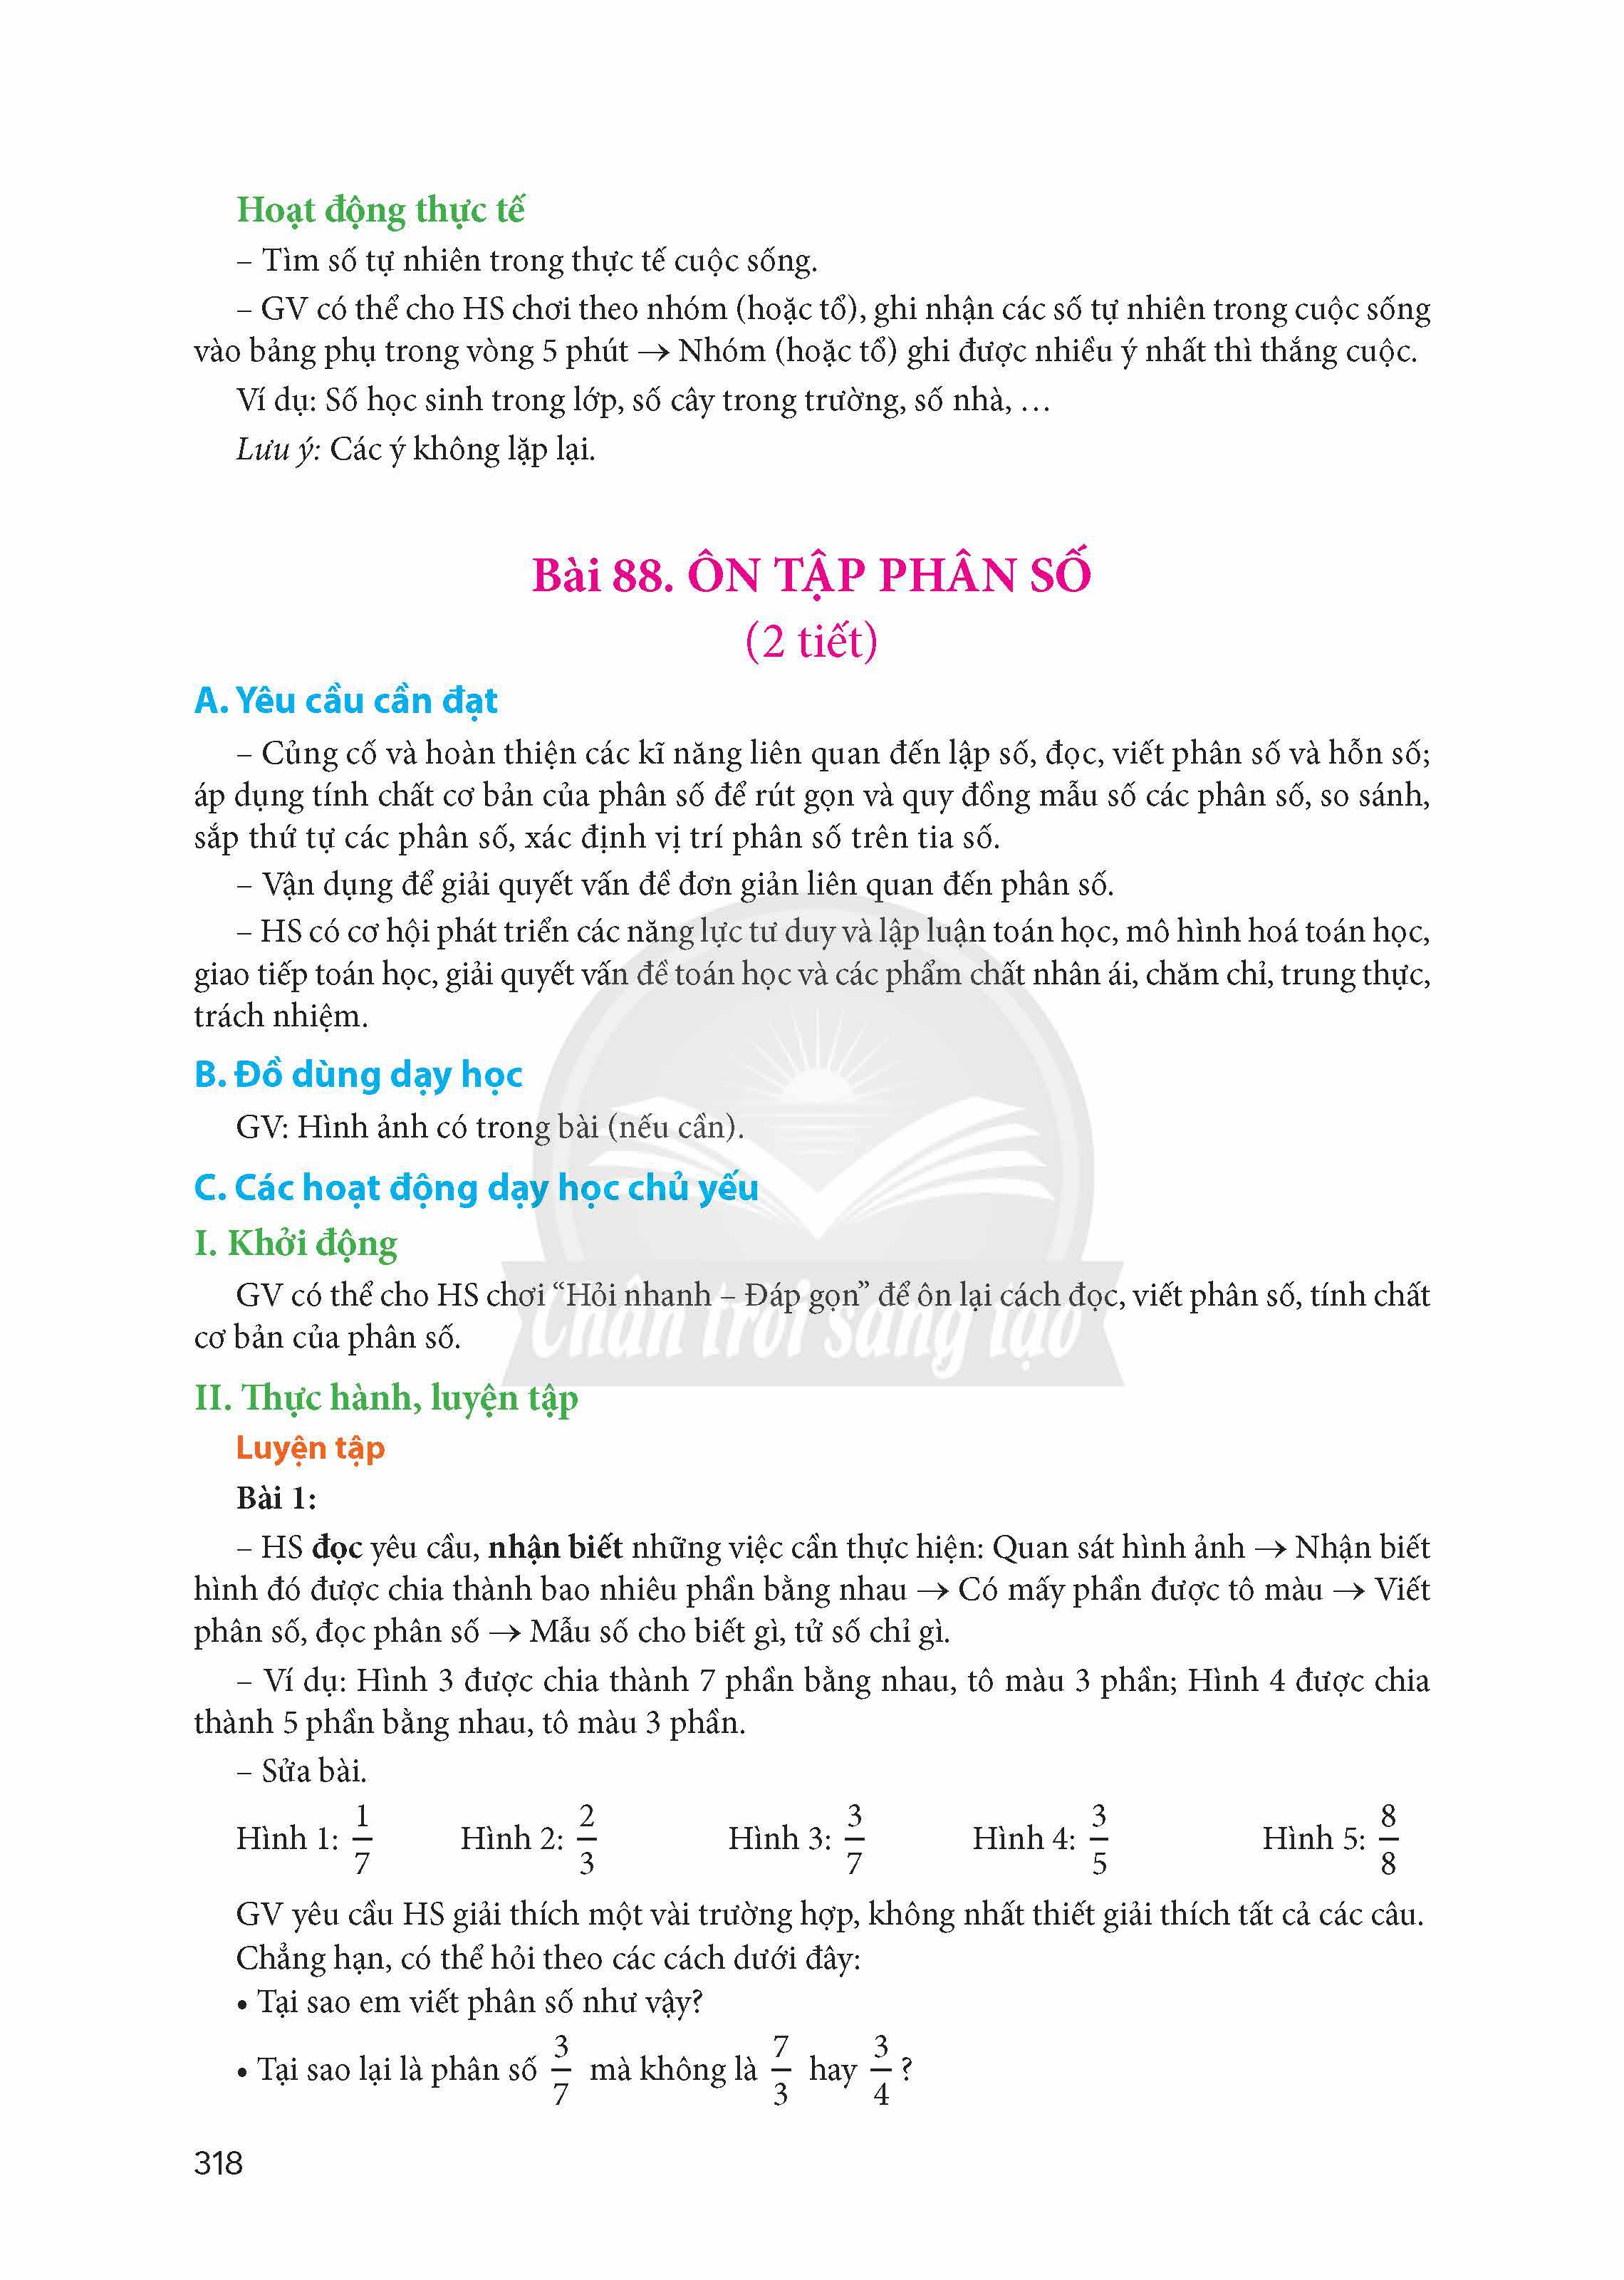 Hoạt động thực tế
– Tìm số tự nhiên trong thực tế cuộc sống.
– GV có thể cho HS chơi theo nhóm (hoặc tổ), ghi nhận các số tự nhiên trong cuộc sống
vào bảng phụ trong vòng 5 phút → Nhóm (hoặc tổ) ghi được nhiều ý nhất thì thắng cuộc.
Ví dụ: Số học sinh trong lớp, số cây trong trường, số nhà, …
Lưu ý: Các ý không lặp lại.
Bài 88. ÔN TẬP PHÂN SỐ
(2 tiết)
A. Yêu cầu cần đạt
– Củng cố và hoàn thiện các kĩ năng liên quan đến lập số, đọc, viết phân số và hỗn số;
áp dụng tính chất cơ bản của phân số để rút gọn và quy đồng mẫu số các phân số, so sánh,
sắp thứ tự các phân số, xác định vị trí phân số trên tia số.
– Vận dụng để giải quyết vấn đề đơn giản liên quan đến phân số.
– HS có cơ hội phát triển các năng lực tư duy và lập luận toán học, mô hình hoá toán học,
giao tiếp toán học, giải quyết vấn đề toán học và các phẩm chất nhân ái, chăm chỉ, trung thực,
trách nhiệm.
B. Đồ dùng dạy học
GV: Hình ảnh có trong bài (nếu cần).
C. Các hoạt động dạy học chủ yếu
I. Khởi động
GV có thể cho HS chơi “Hỏi nhanh – Đáp gọn” để ôn lại cách đọc, viết phân số, tính chất
cơ bản của phân số.
Chân trời sáng tạo
II. Thực hành, luyện tập
Luyện tập
Bài 1:
– HS đọc yêu cầu, nhận biết những việc cần thực hiện: Quan sát hình ảnh → Nhận biết
hình đó được chia thành bao nhiêu phần bằng nhau → Có mấy phần được tô màu → Viết
phân số, đọc phân số → Mẫu số cho biết gì, tử số chỉ gì.
– Ví dụ: Hình 3 được chia thành 7 phần bằng nhau, tô màu 3 phần; Hình 4 được chia
thành 5 phần bằng nhau, tô màu 3 phần.
– Sửa bài.
Hình 1: 1/7 Hình 2: 2/3 Hình 3: 3/7 Hình 4: 3/5 Hình 5: 8/8
GV yêu cầu HS giải thích một vài trường hợp, không nhất thiết giải thích tất cả các câu.
Chẳng hạn, có thể hỏi theo các cách dưới đây:
• Tại sao em viết phân số như vậy?
• Tại sao lại là phân số 3/7 mà không là 7/3 hay 3/4 ?
318